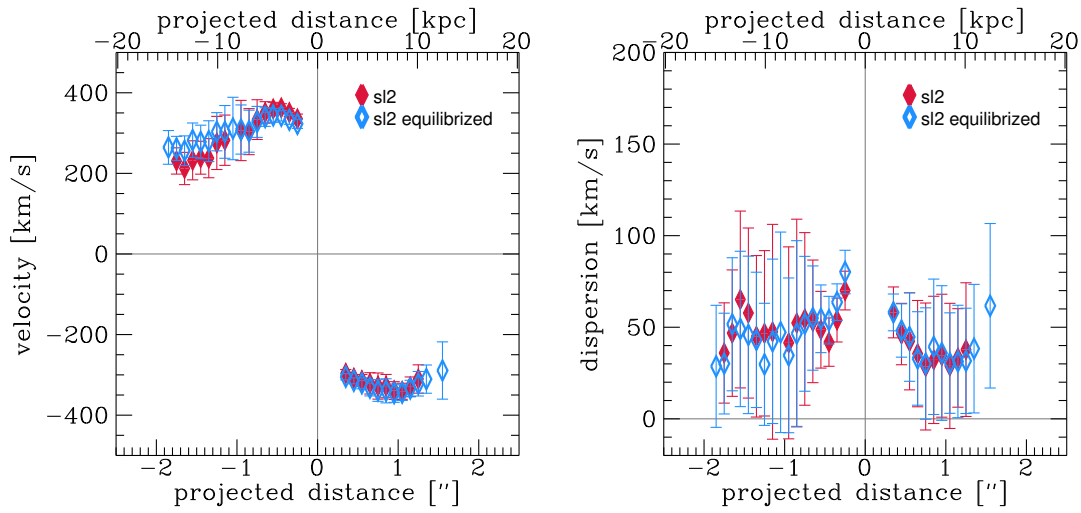 projected distance [kpc]
−20 −10 0 10 20
velocity [km/s]
400
200
0
−200
−400
sl2
sl2 equilibrized
−2 −1 0 1 2
projected distance ["]
projected distance [kpc]
−20 −10 0 10 20
dispersion [km/s]
200
150
100
50
0
sl2
sl2 equilibrized
−2 −1 0 1 2
projected distance ["]